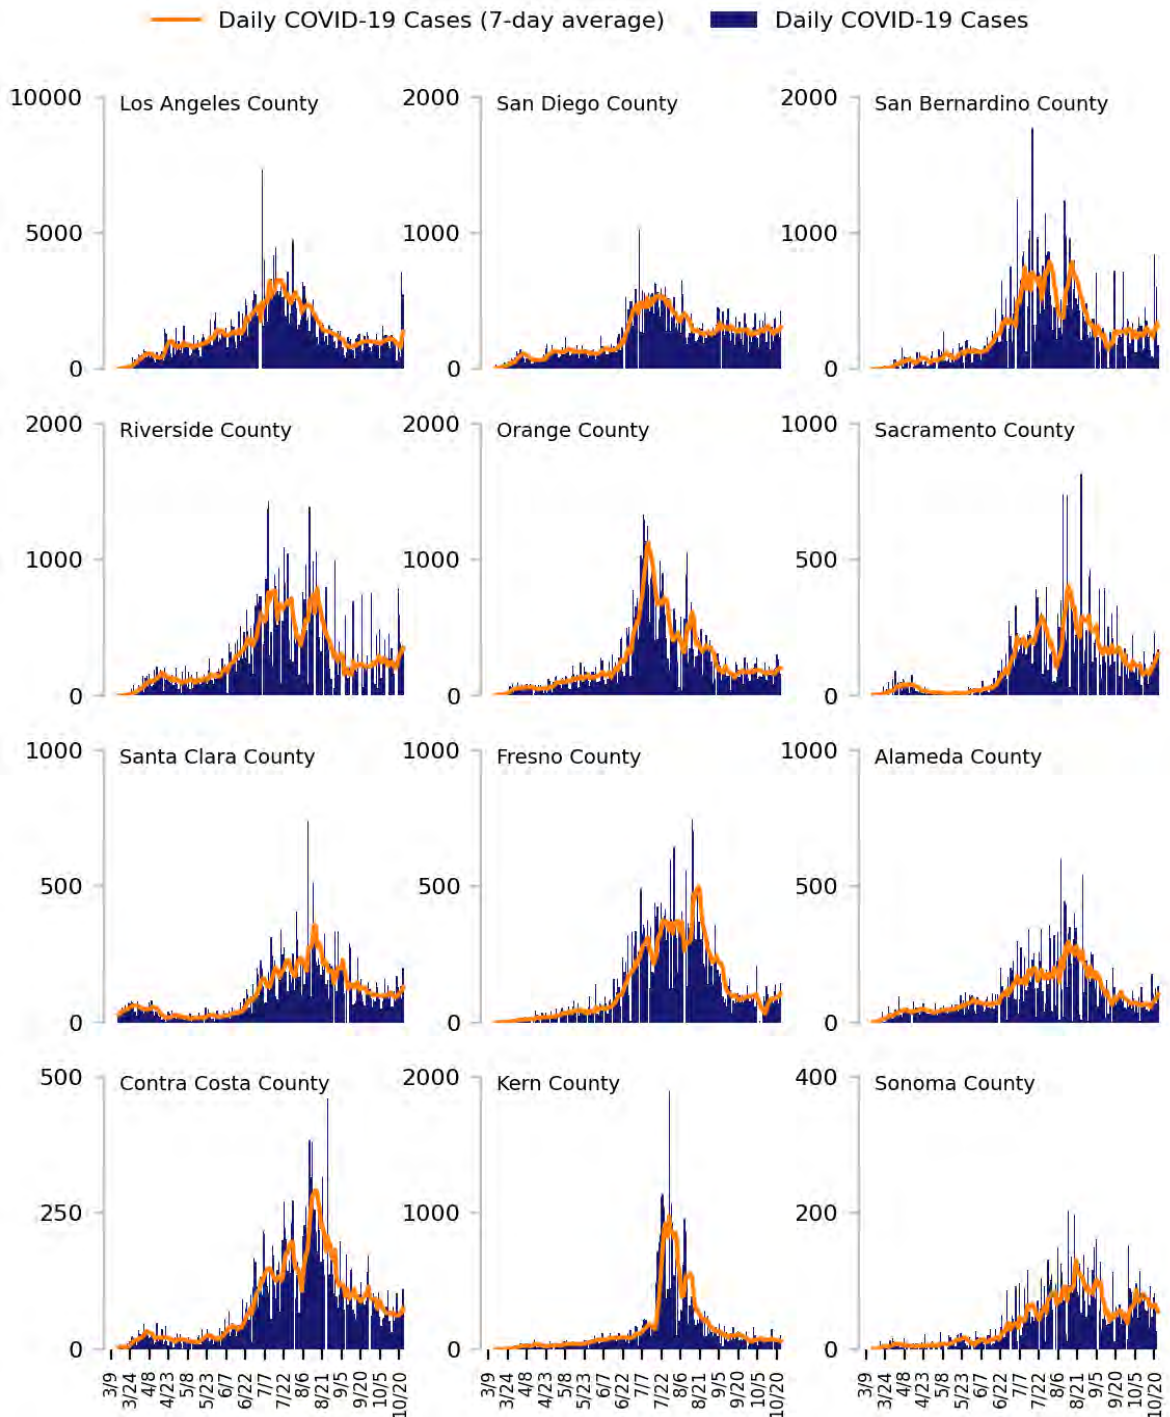 Daily COVID-19 Cases (7-day average) Daily COVID-19 Cases
10000 Los Angeles County 2000 San Diego County 2000 San Bernardino County
5000 1000 1000
0 0 0
2000 Riverside County 2000 Orange County 1000 Sacramento County
1000 1000 500
0 0 0
1000 Santa Clara County 1000 Fresno County 1000 Alameda County
500 500 500
0 0 0
500 Contra Costa County 2000 Kern County 400 Sonoma County
250 1000 200
0 0 0
3/9 3/24 4/8 4/23 5/8 5/23 6/7 6/22 7/7 7/22 8/6 8/21 9/5 9/20 10/5 10/20 3/9 3/24 4/8 4/23 5/8 5/23 6/7 6/22 7/7 7/22 8/6 8/21 9/5 9/20 10/5 10/20 3/9 3/24 4/8 4/23 5/8 5/23 6/7 6/22 7/7 7/22 8/6 8/21 9/5 9/20 10/5 10/20